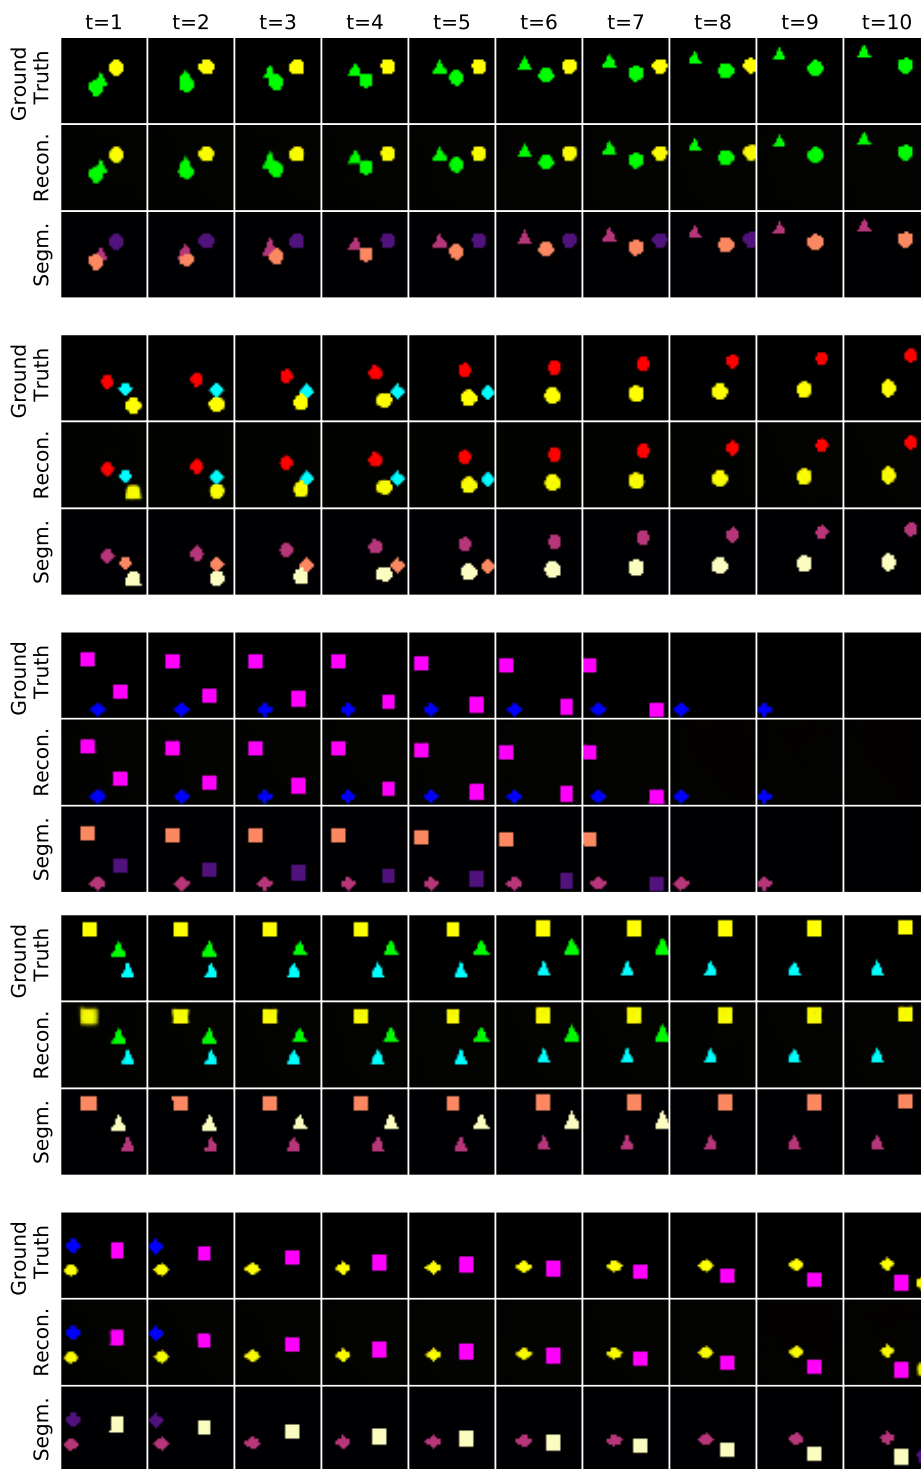 t=1 t=2 t=3 t=4 t=5 t=6 t=7 t=8 t=9 t=10
Ground
Truth
Recon.
Segm.
Ground
Truth
Recon.
Segm.
Ground
Truth
Recon.
Segm.
Ground
Truth
Recon.
Segm.
Ground
Truth
Recon.
Segm.